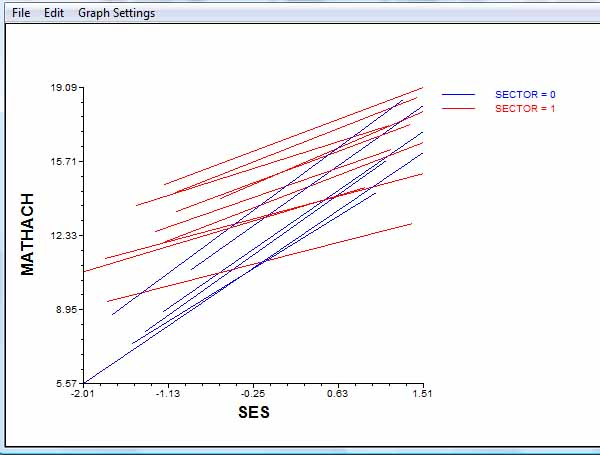 File Edit Graph Settings
19.09
SECTOR = 0
SECTOR = 1
15.71
12.33
8.95
5.57
MATHACH
-2.01 -1.13 -0.25 0.63 1.51
SES